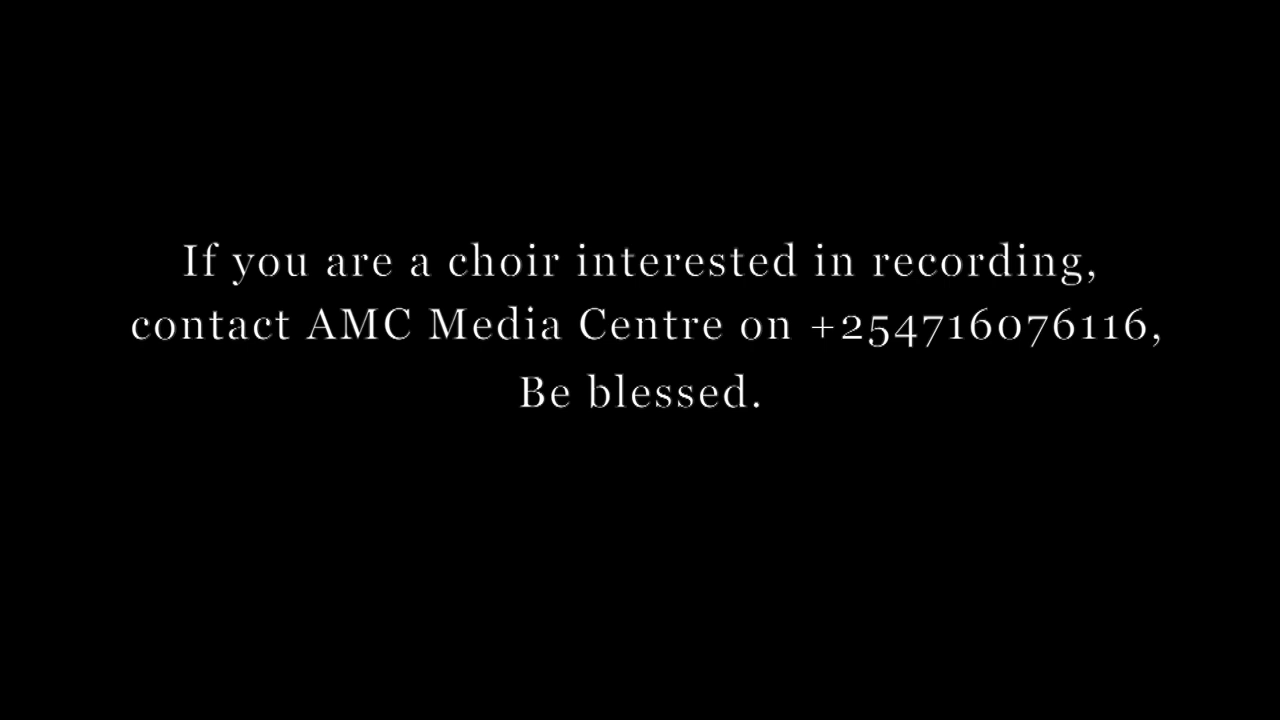 If you are a choir interested in recording,
contact AMC Media Centre on +254716076116,
Be blessed.